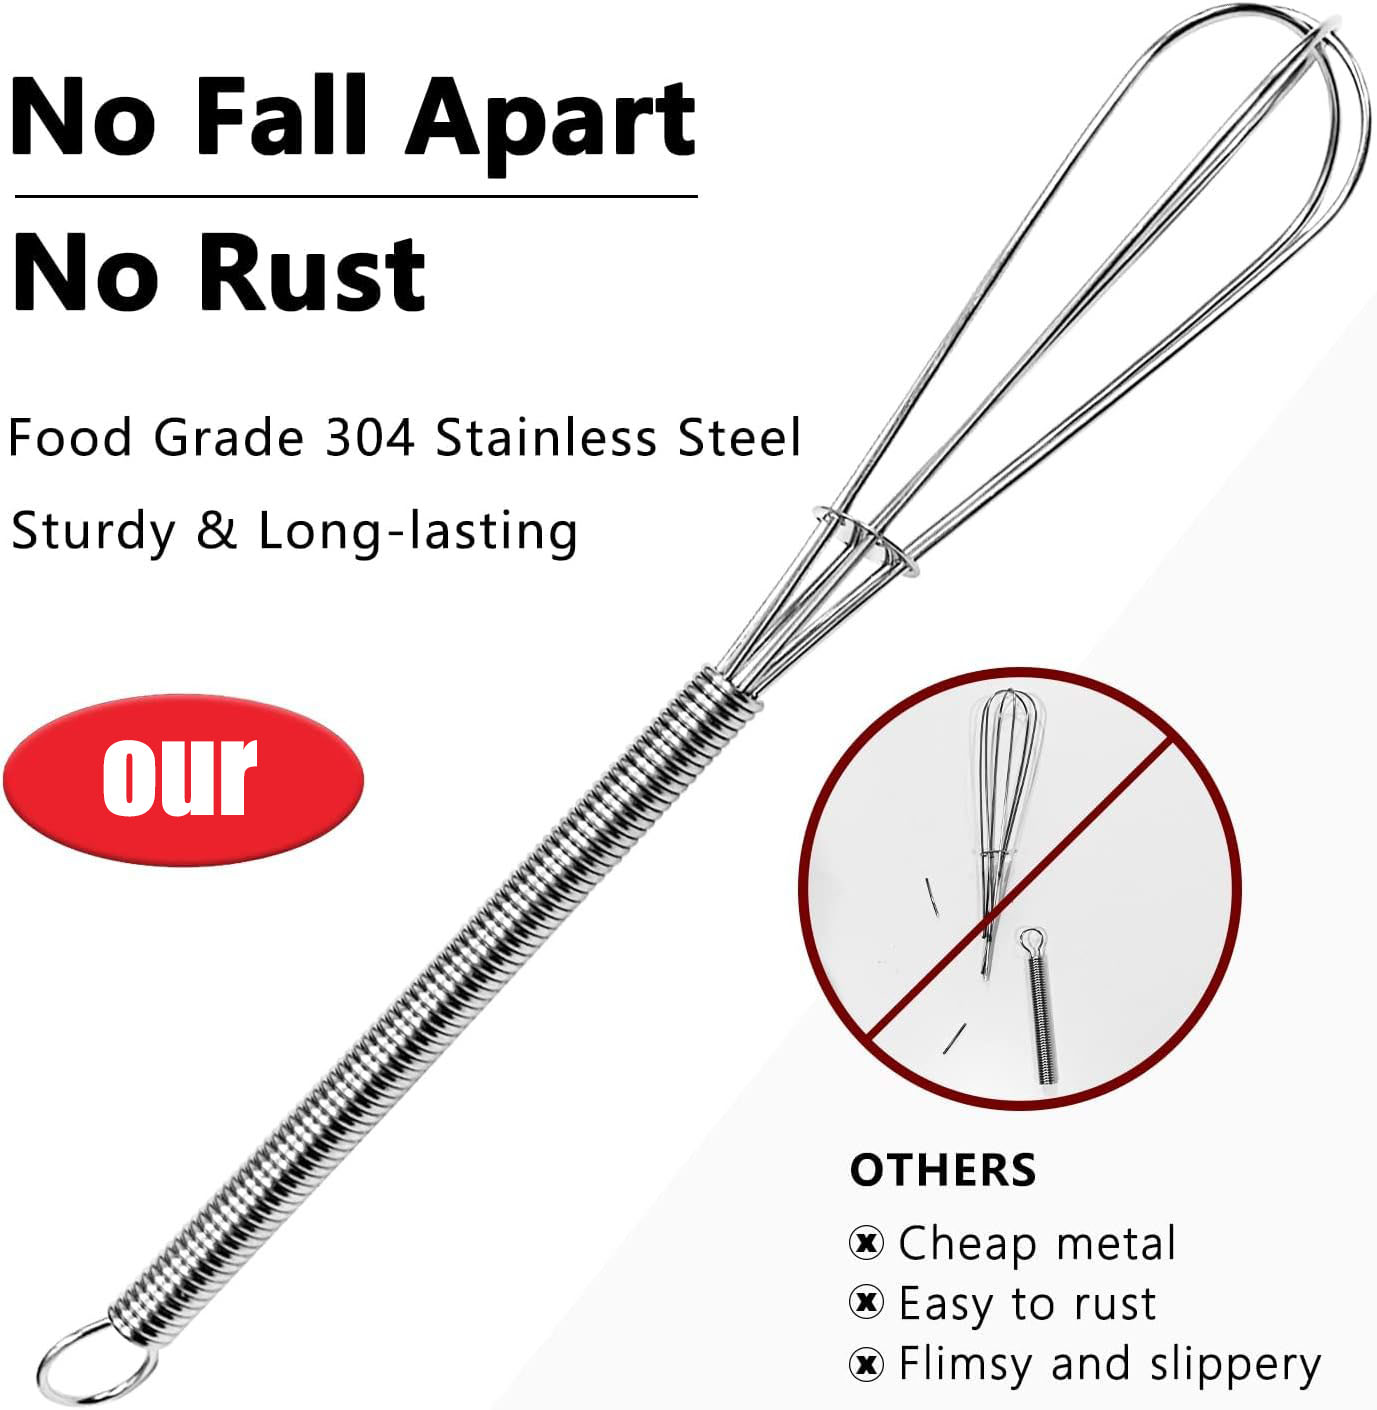 No Fall Apart
No Rust
Food Grade 304 Stainless Steel
Sturdy & Long-lasting
our
OTHERS
Cheap metal
Easy to rust
Flimsy and slippery